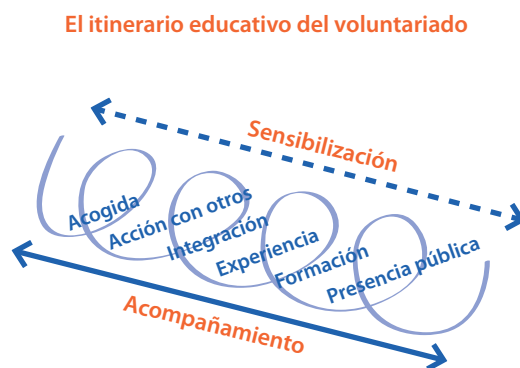 El itinerario educativo del voluntariado
Sensibilización
Acogida
Acción con otros
Integración
Experiencia
Formación
Presencia pública
Acompañamiento